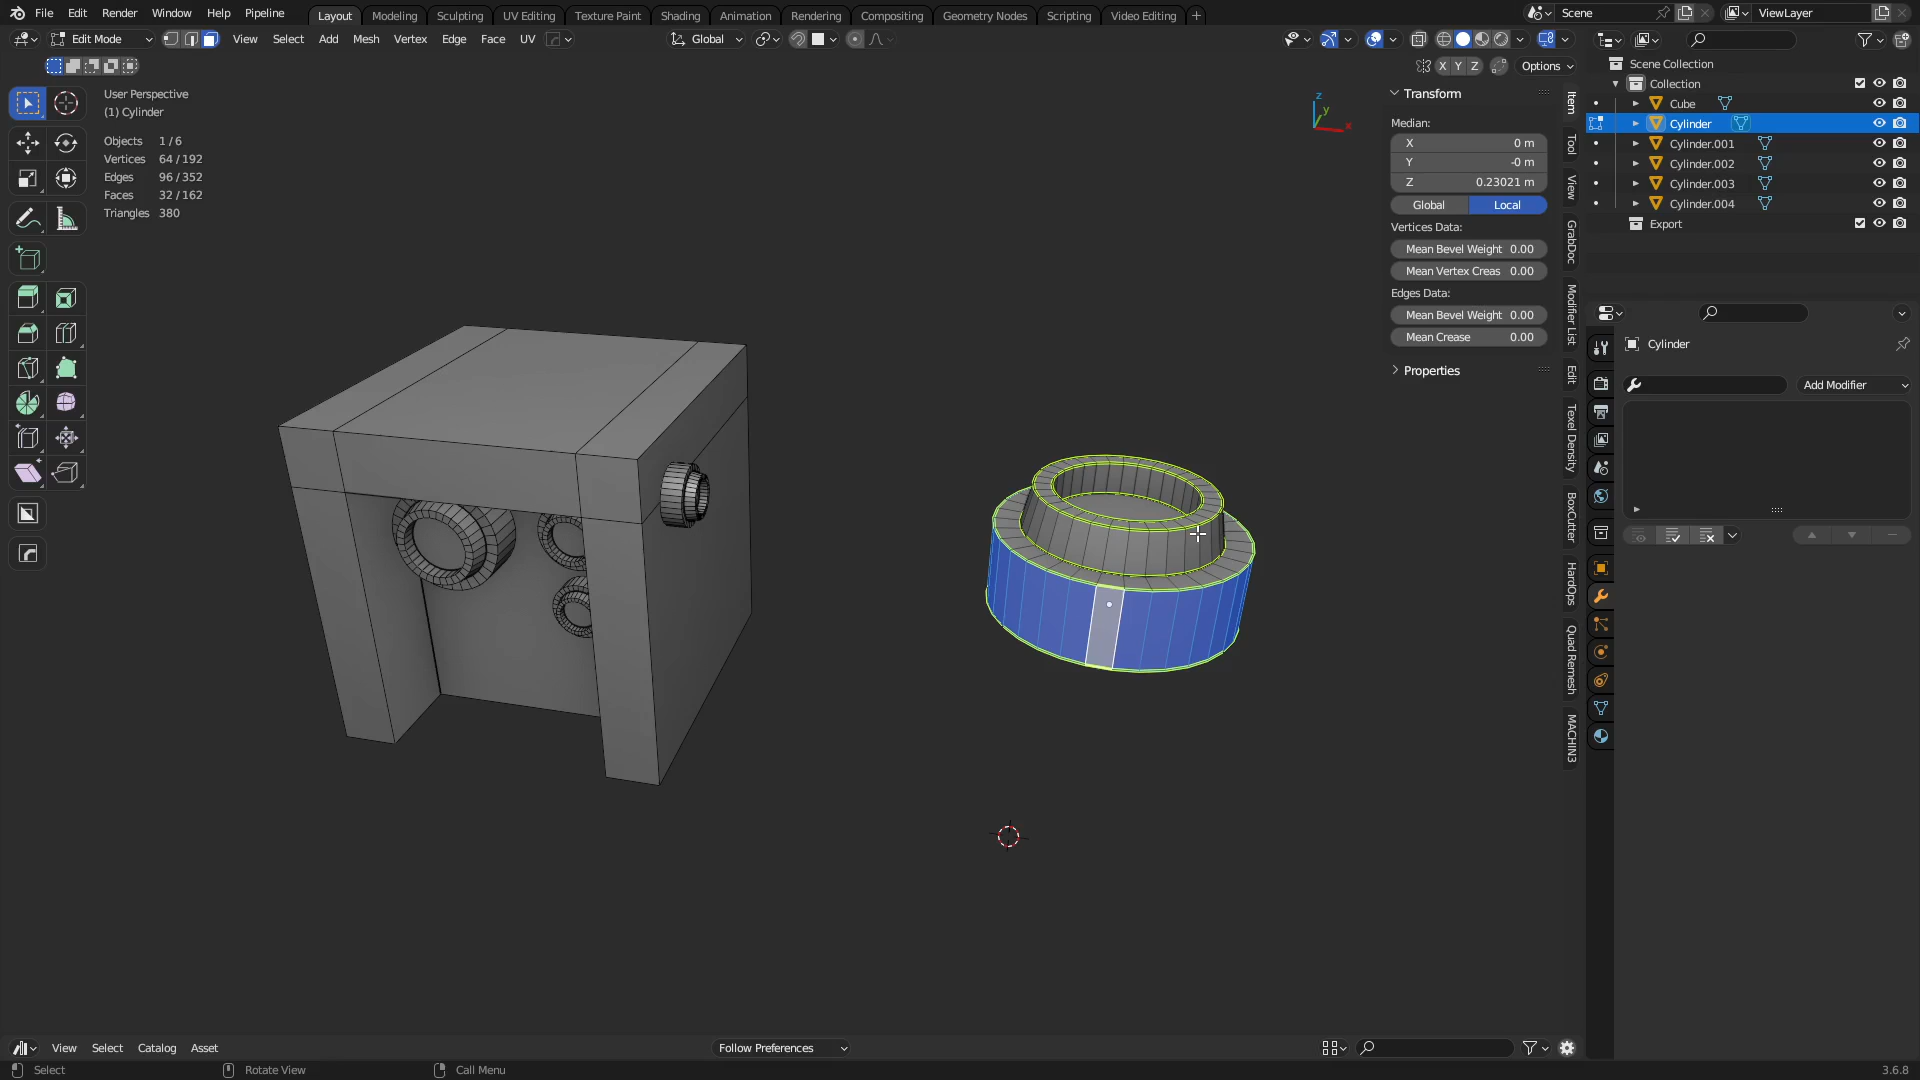 File Edit Render Window Help Pipeline Layout Modeling Sculpting UV Editing Texture Paint Shading Animation Rendering Compositing Geometry Nodes Scripting Video Editing + Scene ViewLayer
Edit Mode View Select Add Mesh Vertex Edge Face UV Global
X Y Z Options
User Perspective
(1) Cylinder
Objects 1/6
Vertices 64/192
Edges 96/352
Faces 32/162
Triangles 380
z
y
x
Transform
Median:
X 0 m
Y -0 m
Z 0.23021 m
Global Local
Vertices Data:
Mean Bevel Weight 0.00
Mean Vertex Creas 0.00
Edges Data:
Mean Bevel Weight 0.00
Mean Crease 0.00
Properties
Item
Tool
View
GrabDoc
Modifier List
Edit
Texel Density
BoxCutter
HardOps
Quad Remesh
MACHIN3
Scene Collection
Collection
Cube
Cylinder
Cylinder.001
Cylinder.002
Cylinder.003
Cylinder.004
Export
Cylinder
Add Modifier
View Select Catalog Asset Follow Preferences
Select Rotate View Call Menu 3.6.8